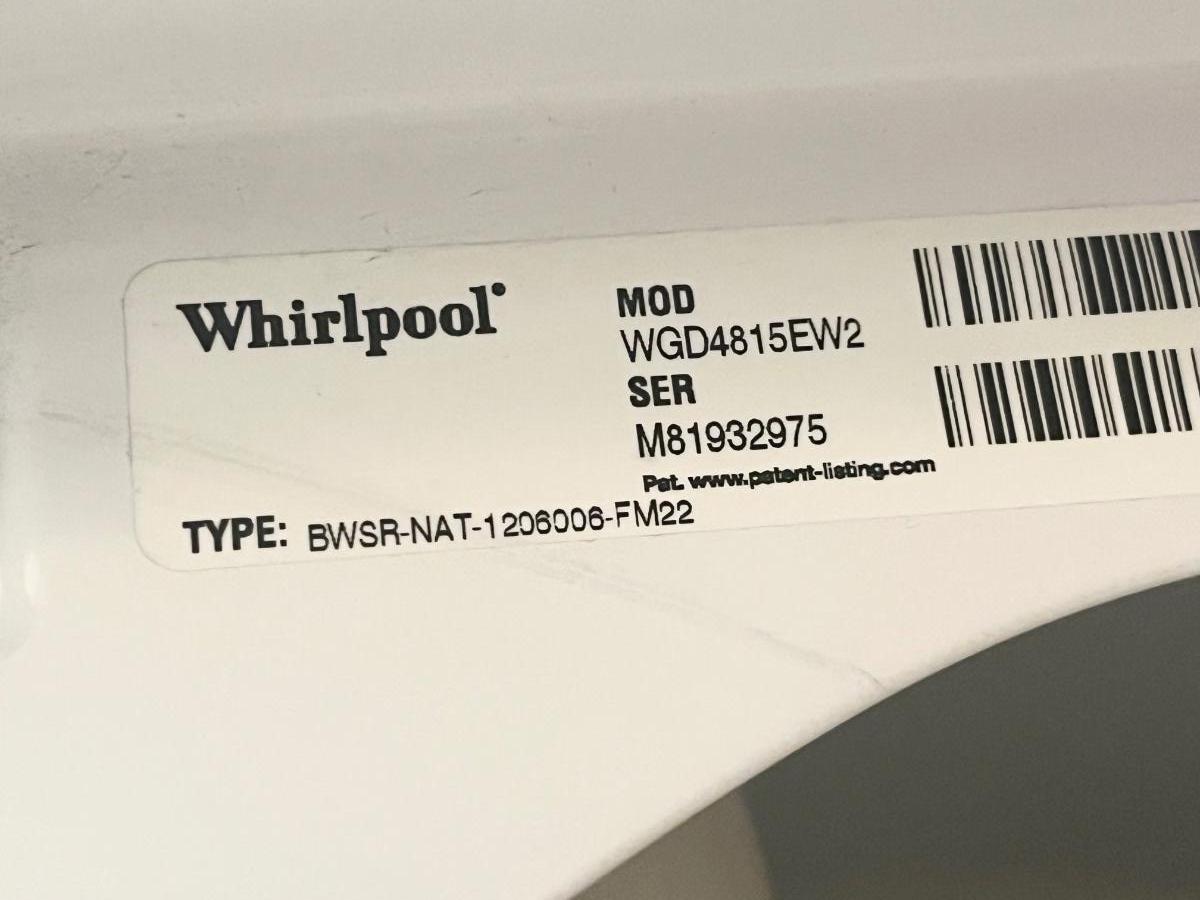 Whirlpool
MOD
WGD4815EW2
SER
M81932975
Pat. www.patent-listing.com
TYPE: BWSR-NAT-1206006-FM22